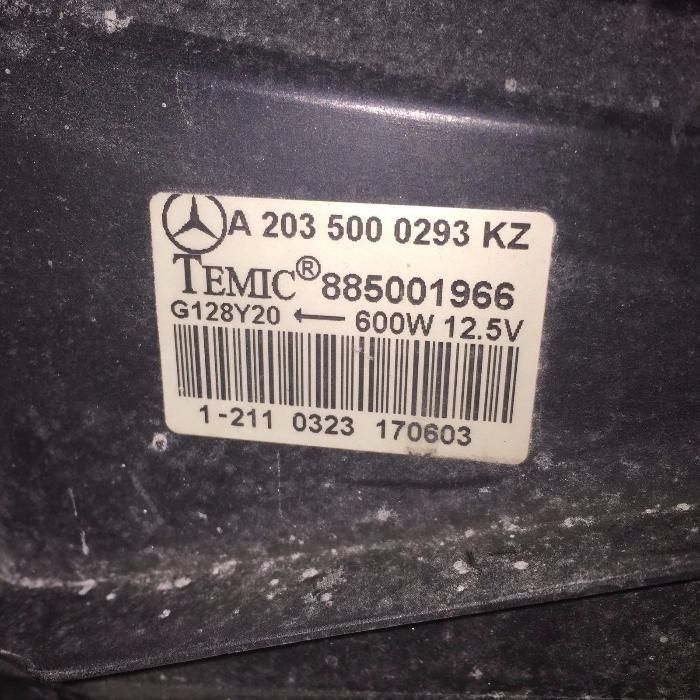 A 203 500 0293 KZ
TEMIC® 885001966
G128Y20 ← 600W 12.5V
1-211 0323 170603